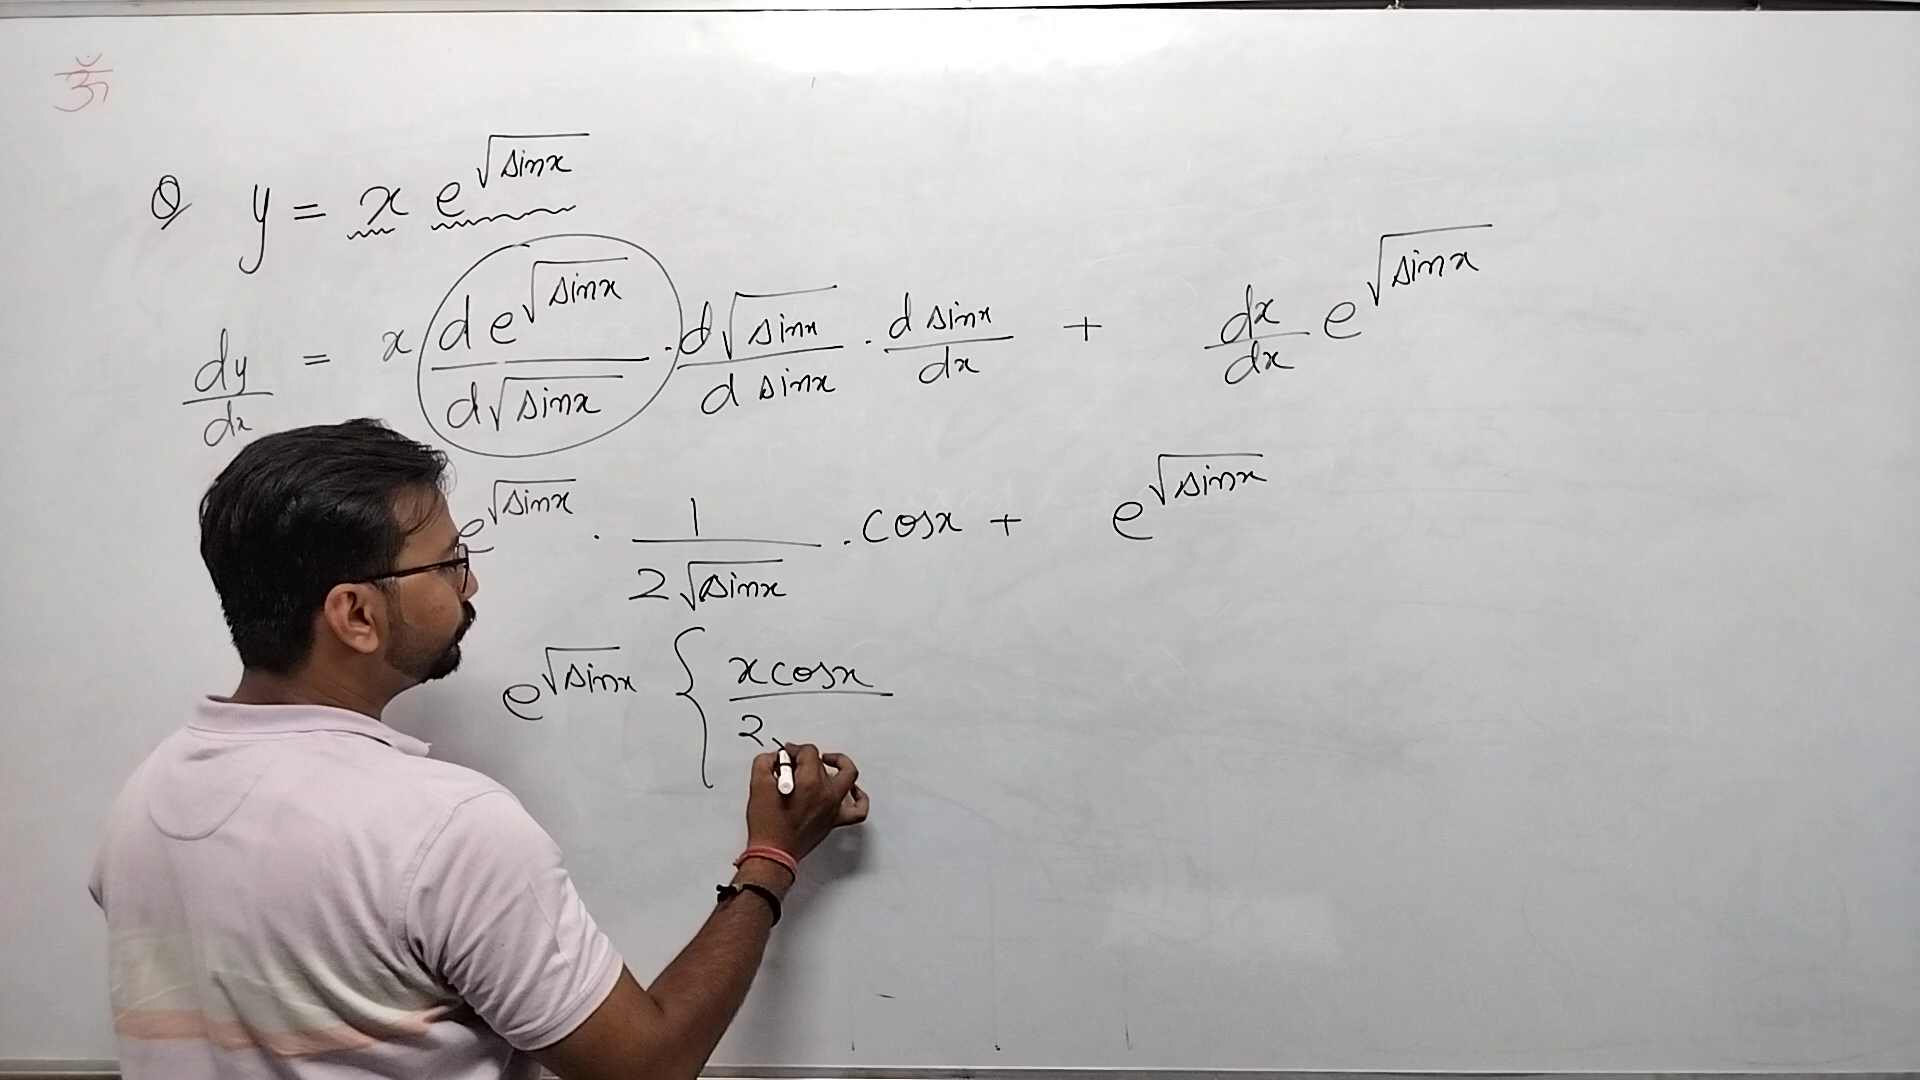 ॐ
Q y = x e^√sinx
dy/dx = x d e^√sinx / d√sinx . d√sinx / d sinx . d sinx / dx + dx/dx e^√sinx
e^√sinx . 1 / 2√sinx . cosx + e^√sinx
e^√sinx { x cosx / 2